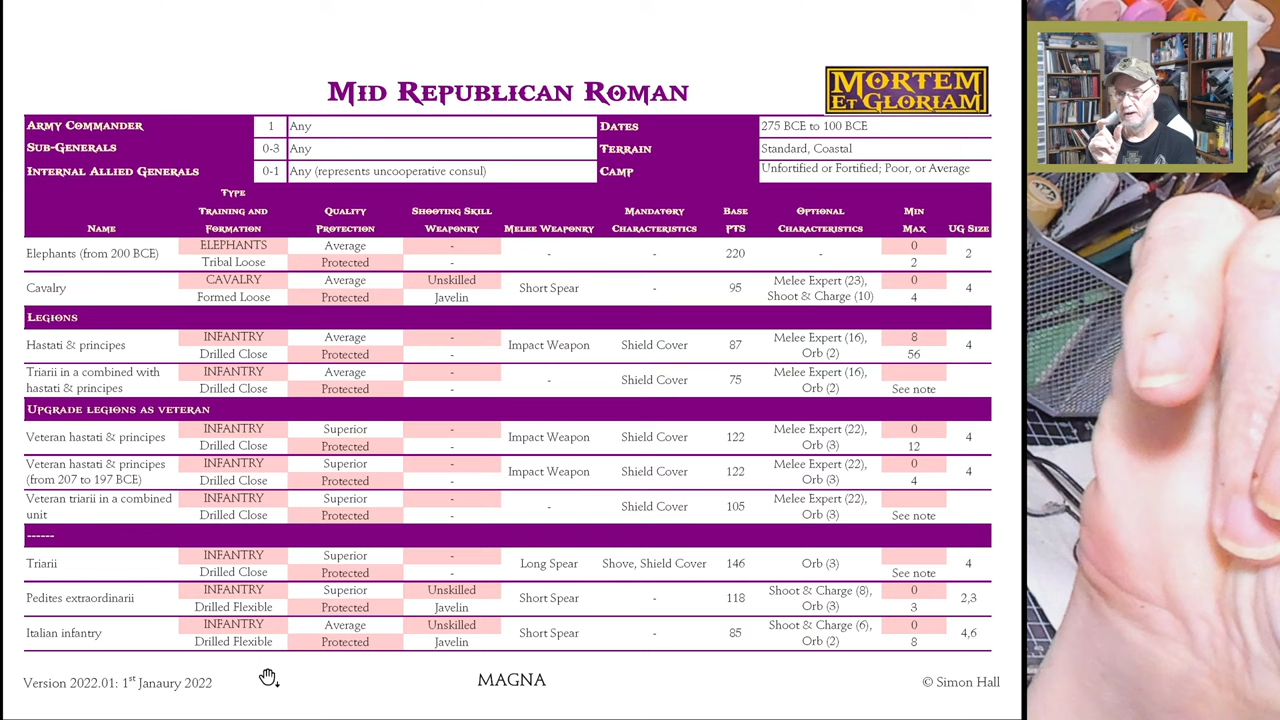 MID REPUBLICAN ROMAN
MORTEM
ET GLORIAM
ARMY COMMANDER 1 Any DATES 275 BCE to 100 BCE
SUB-GENERALS 0-3 Any TERRAIN Standard, Coastal
INTERNAL ALLIED GENERALS 0-1 Any (represents uncooperative consul) CAMP Unfortified or Fortified; Poor, or Average
TYPE
TRAINING AND QUALITY SHOOTING SKILL MANDATORY BASE OPTIONAL MIN
NAME FORMATION PROTECTION WEAPONRY MELEE WEAPONRY CHARACTERISTICS PTS CHARACTERISTICS MAX UG SIZE
Elephants (from 200 BCE) ELEPHANTS Average - - - 220 - 0 2
Tribal Loose Protected - 2
Cavalry CAVALRY Average Unskilled Short Spear - 95 Melee Expert (23), 0 4
Formed Loose Protected Javelin Shoot & Charge (10) 4
LEGIONS
Hastati & principes INFANTRY Average - Impact Weapon Shield Cover 87 Melee Expert (16), 8 4
Drilled Close Protected - Orb (2) 56
Triarii in a combined with INFANTRY Average - - Shield Cover 75 Melee Expert (16),
hastati & principes Drilled Close Protected - Orb (2) See note
UPGRADE LEGIONS AS VETERAN
Veteran hastati & principes INFANTRY Superior - Impact Weapon Shield Cover 122 Melee Expert (22), 0 4
Drilled Close Protected - Orb (3) 12
Veteran hastati & principes INFANTRY Superior - Impact Weapon Shield Cover 122 Melee Expert (22), 0 4
(from 207 to 197 BCE) Drilled Close Protected - Orb (3) 4
Veteran triarii in a combined INFANTRY Superior - - Shield Cover 105 Melee Expert (22),
unit Drilled Close Protected - Orb (3) See note
------
Triarii INFANTRY Superior - Long Spear Shove, Shield Cover 146 Orb (3) 4
Drilled Close Protected - See note
Pedites extraordinarii INFANTRY Superior Unskilled Short Spear - 118 Shoot & Charge (8), 0 2,3
Drilled Flexible Protected Javelin Orb (3) 3
Italian infantry INFANTRY Average Unskilled Short Spear - 85 Shoot & Charge (6), 0 4,6
Drilled Flexible Protected Javelin Orb (2) 8
Version 2022.01: 1st Janaury 2022 MAGNA © Simon Hall